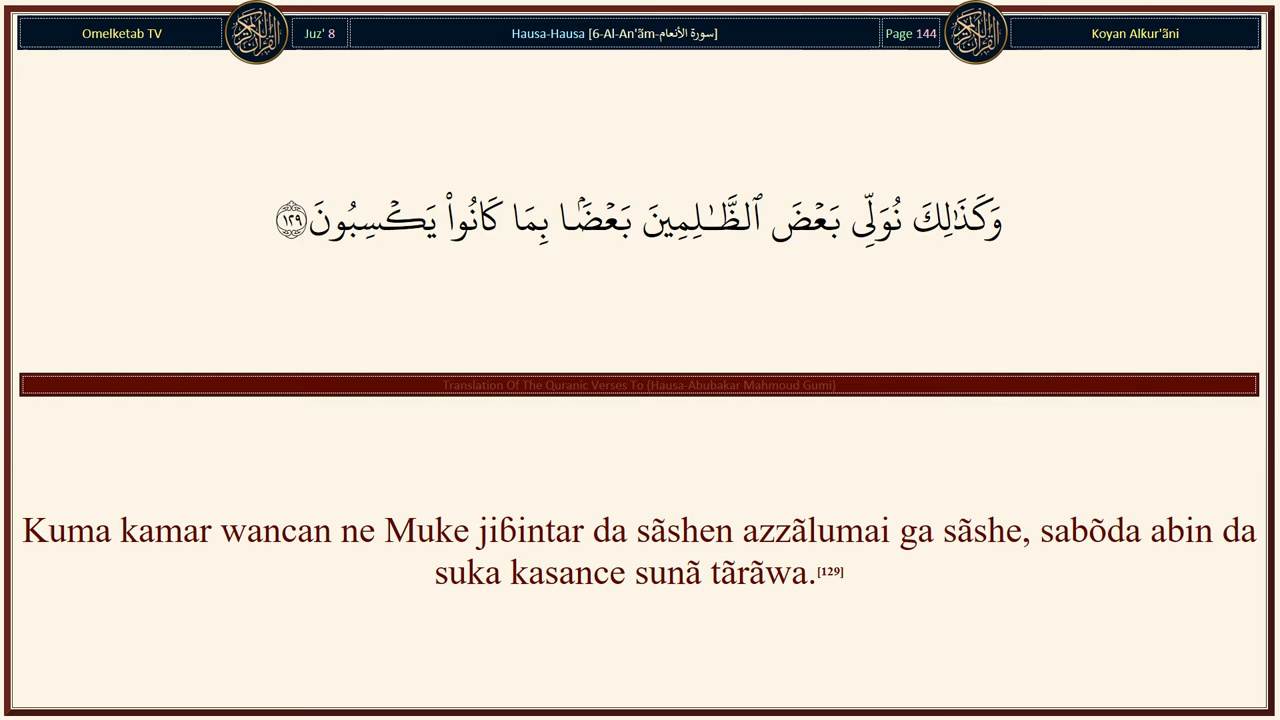 Omelketab TV
Juz' 8
Hausa-Hausa [6-Al-An'ãm-سورة الأنعام]
Page 144
Koyan Alƙur'ãni
وَكَذَٰلِكَ نُوَلِّى بَعۡضَ ٱلظَّـٰلِمِينَ بَعۡضَۢا بِمَا كَانُواْ يَكۡسِبُونَ ١٢٩
Translation Of The Quranic Verses To (Hausa-Abubakar Mahmoud Gumi)
Kuma kamar wancan ne Muke jiɓintar da sãshen azzãlumai ga sãshe, sabõda abin da
suka kasance sunã tãrãwa.[129]